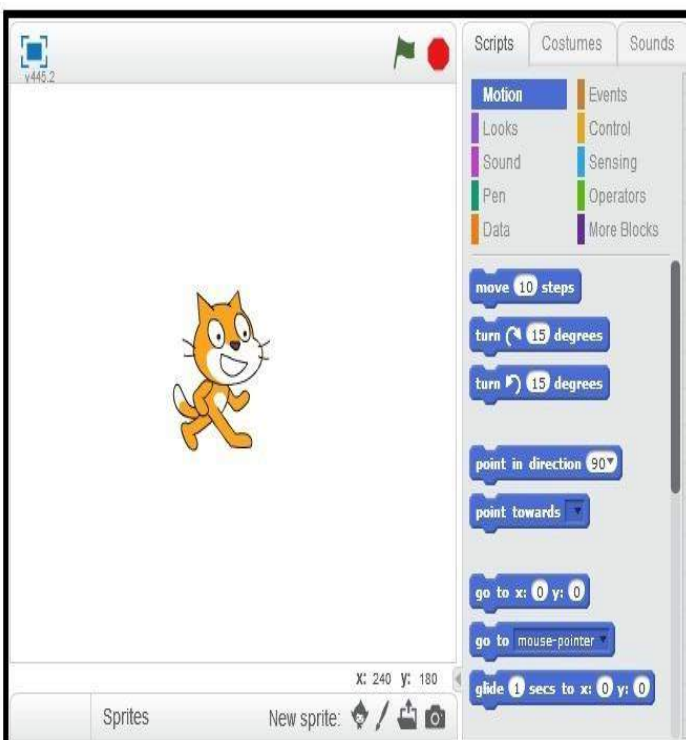 v445.2
Scripts Costumes Sounds
Motion Events
Looks Control
Sound Sensing
Pen Operators
Data More Blocks
move 10 steps
turn 15 degrees
turn 15 degrees
point in direction 90
point towards
go to x: 0 y: 0
go to mouse-pointer
glide 1 secs to x: 0 y: 0
x: 240 y: 180
Sprites New sprite: